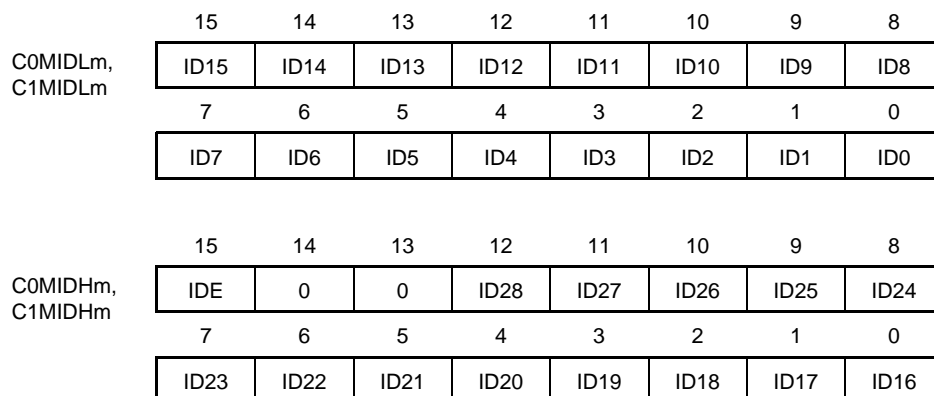 15 14 13 12 11 10 9 8
C0MIDLm, C1MIDLm
ID15 ID14 ID13 ID12 ID11 ID10 ID9 ID8
7 6 5 4 3 2 1 0
ID7 ID6 ID5 ID4 ID3 ID2 ID1 ID0
15 14 13 12 11 10 9 8
C0MIDHm, C1MIDHm
IDE 0 0 ID28 ID27 ID26 ID25 ID24
7 6 5 4 3 2 1 0
ID23 ID22 ID21 ID20 ID19 ID18 ID17 ID16